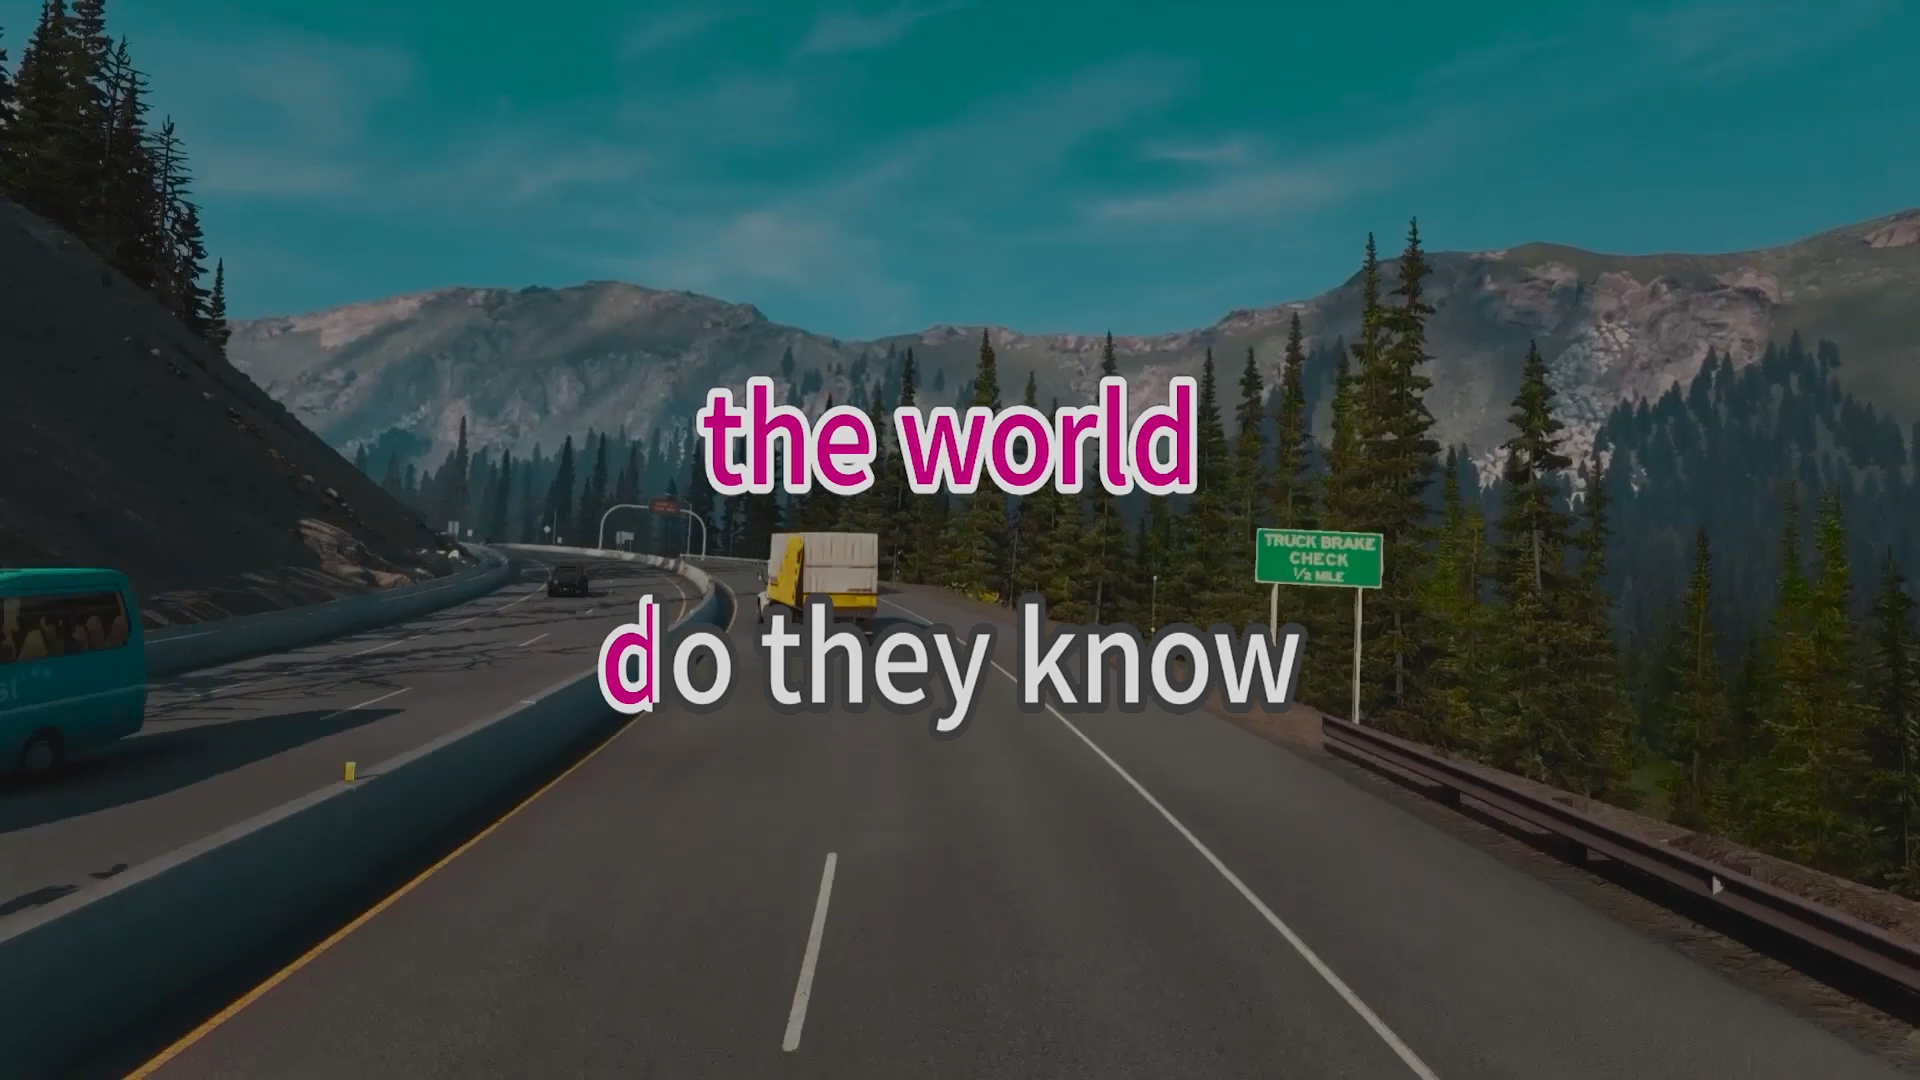 the world
TRUCK BRAKE
CHECK
1/2 MILE
do they know